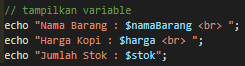 // tampilkan variable
echo "Nama Barang : $namaBarang <br> ";
echo "Harga Kopi : $harga <br> ";
echo "Jumlah Stok : $stok";